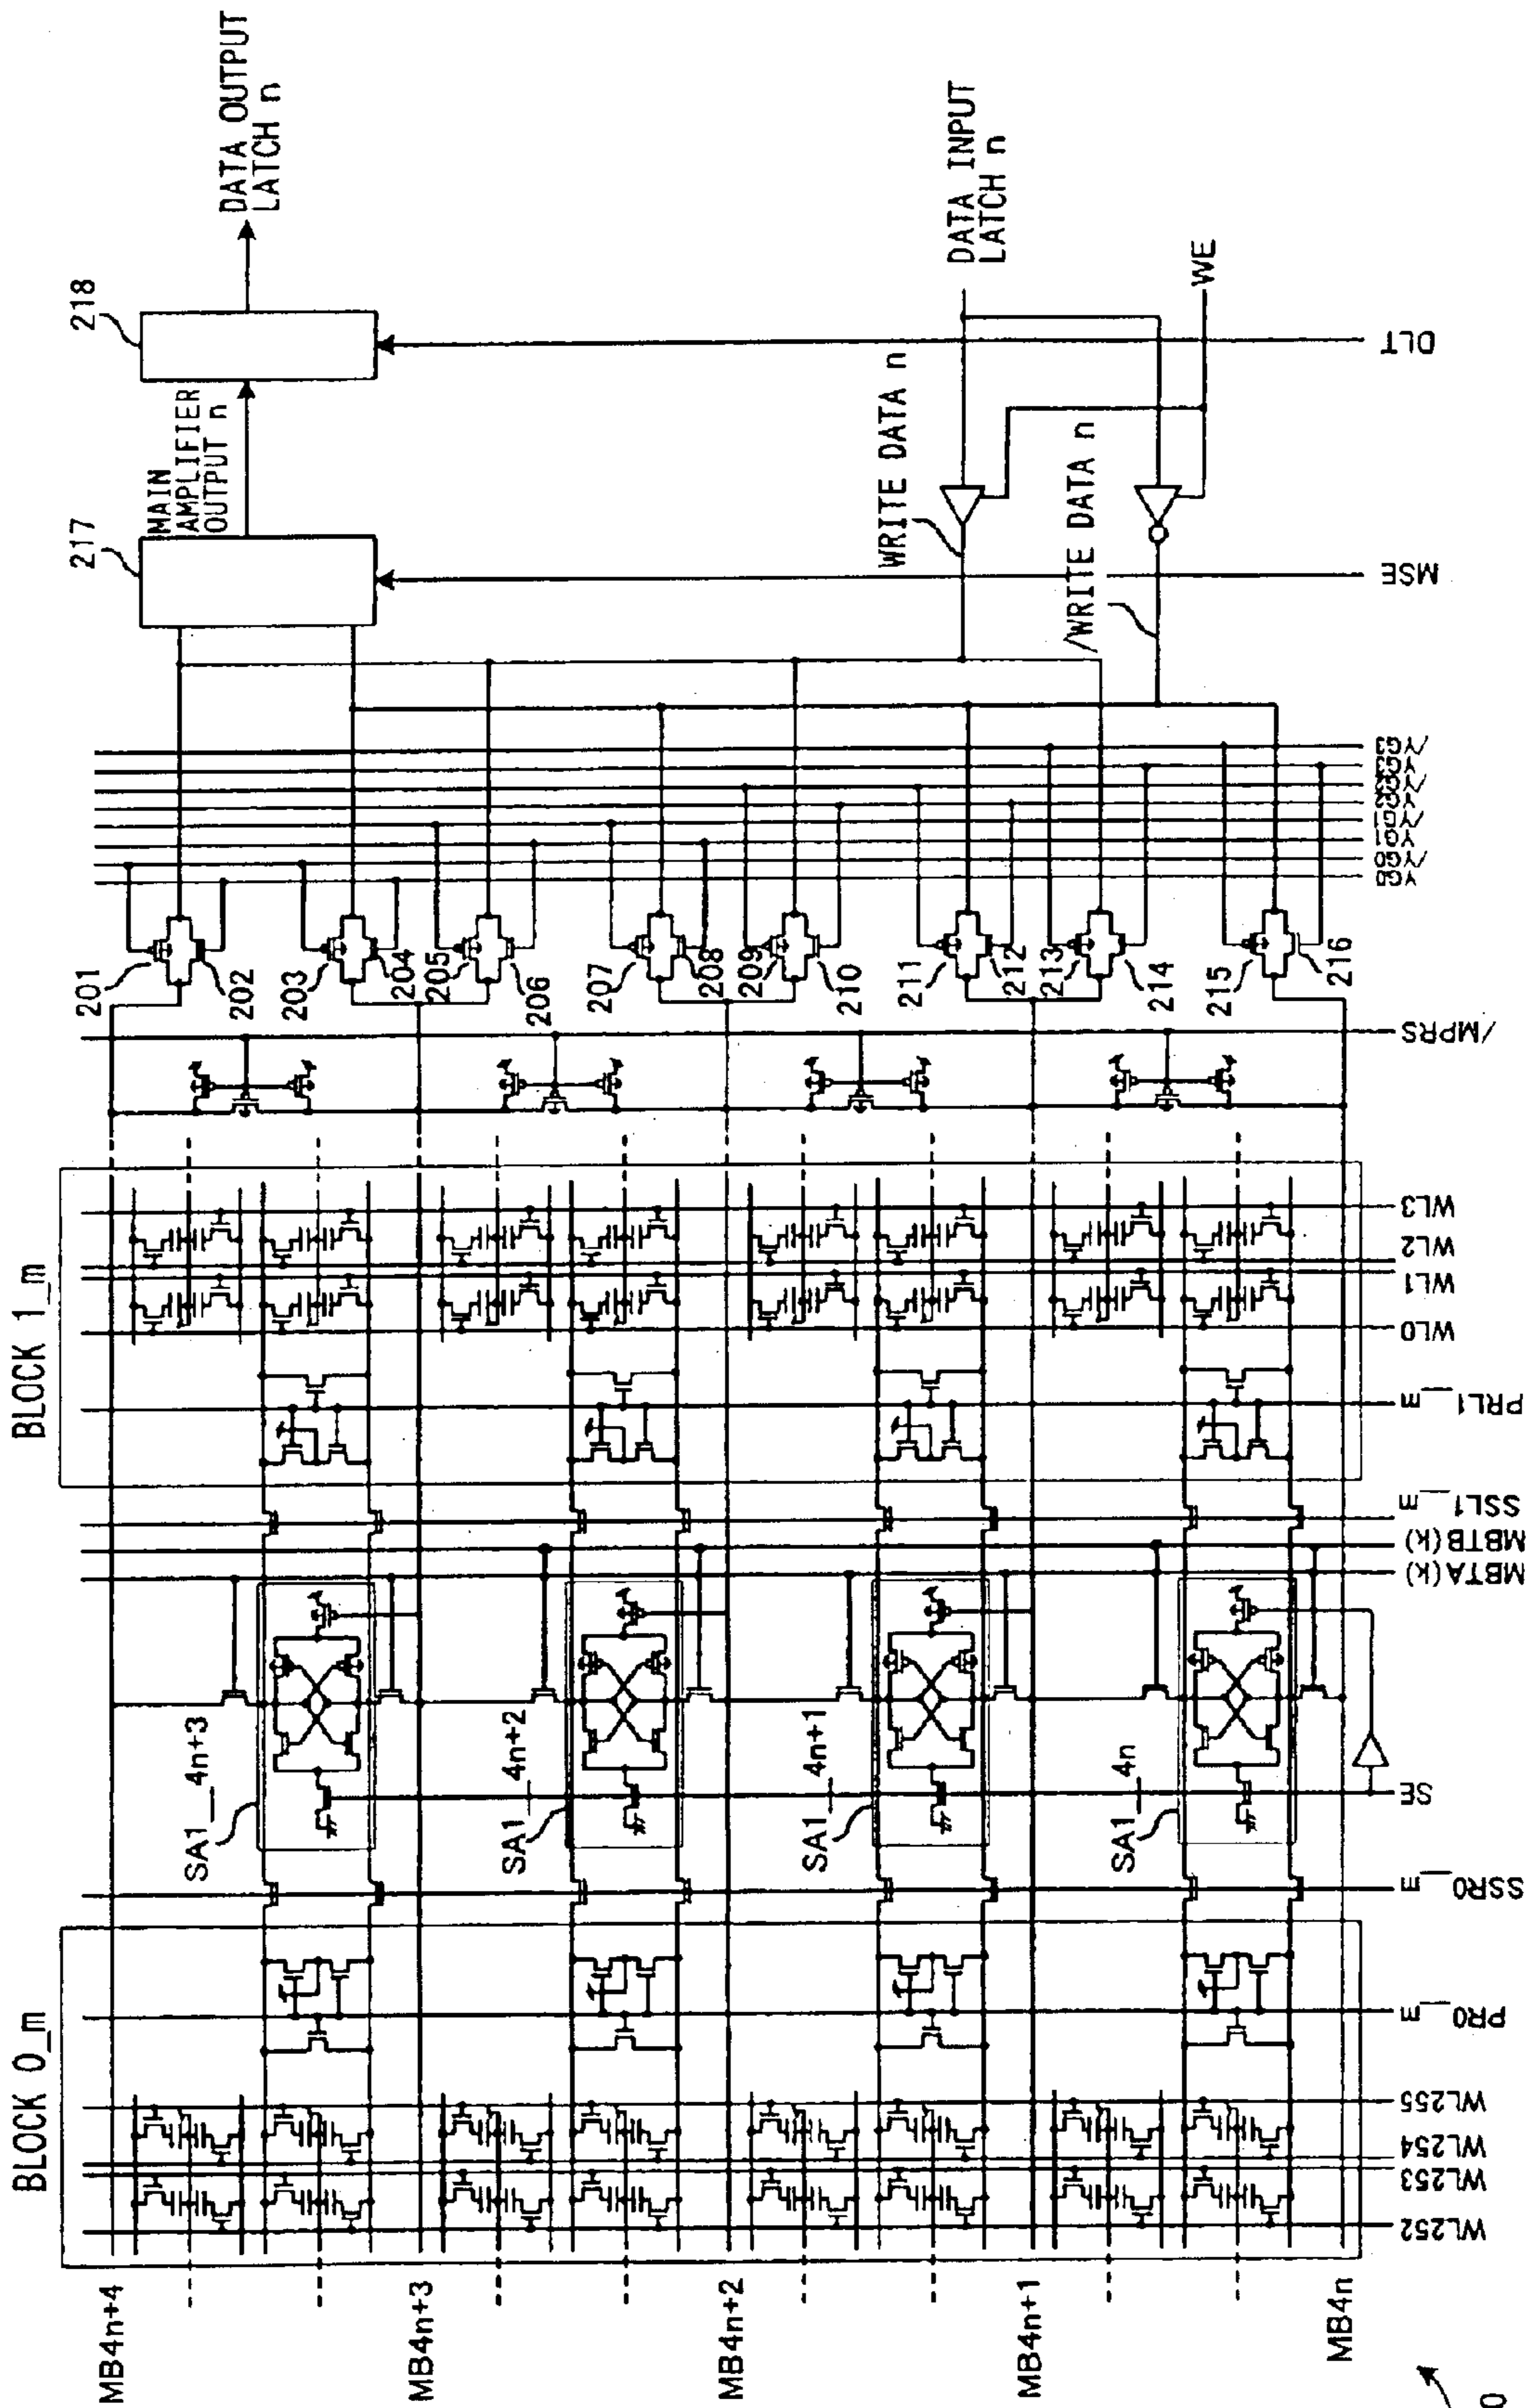 BLOCK 0_m
BLOCK 1_m
MB4n+4
MB4n+3
MB4n+2
MB4n+1
MB4n
SA1_4n+3
SA1_4n+2
SA1_4n+1
SA1_4n
WL252
WL253
WL254
WL255
PR0_m
SSR0_m
SE
MBTA(k)
MBTB(k)
SSL1_m
PRL1_m
WL0
WL1
WL2
WL3
/MPRS
201
202
203
204
205
206
207
208
209
210
211
212
213
214
215
216
YG0
/YG0
YG1
/YG1
YG2
/YG2
YG3
/YG3
217
MAIN
AMPLIFIER
OUTPUT n
218
DATA OUTPUT
LATCH n
WRITE DATA n
/WRITE DATA n
DATA INPUT
LATCH n
WE
MSE
DLT